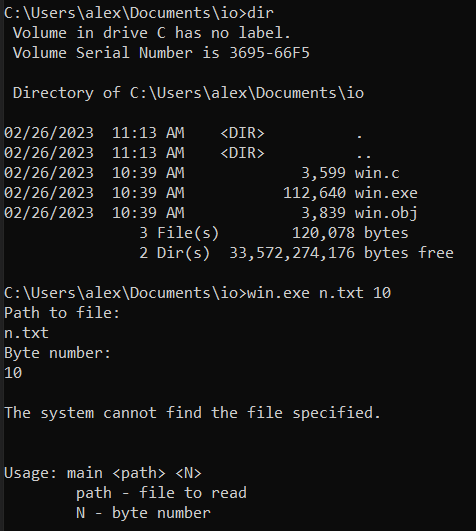 C:\Users\alex\Documents\io>dir
 Volume in drive C has no label.
 Volume Serial Number is 3695-66F5

 Directory of C:\Users\alex\Documents\io

02/26/2023  11:13 AM    <DIR>          .
02/26/2023  11:13 AM    <DIR>          ..
02/26/2023  10:39 AM             3,599 win.c
02/26/2023  10:39 AM           112,640 win.exe
02/26/2023  10:39 AM             3,839 win.obj
               3 File(s)        120,078 bytes
               2 Dir(s)  33,572,274,176 bytes free

C:\Users\alex\Documents\io>win.exe n.txt 10
Path to file:
n.txt
Byte number:
10

The system cannot find the file specified.


Usage: main <path> <N>
        path - file to read
        N - byte number